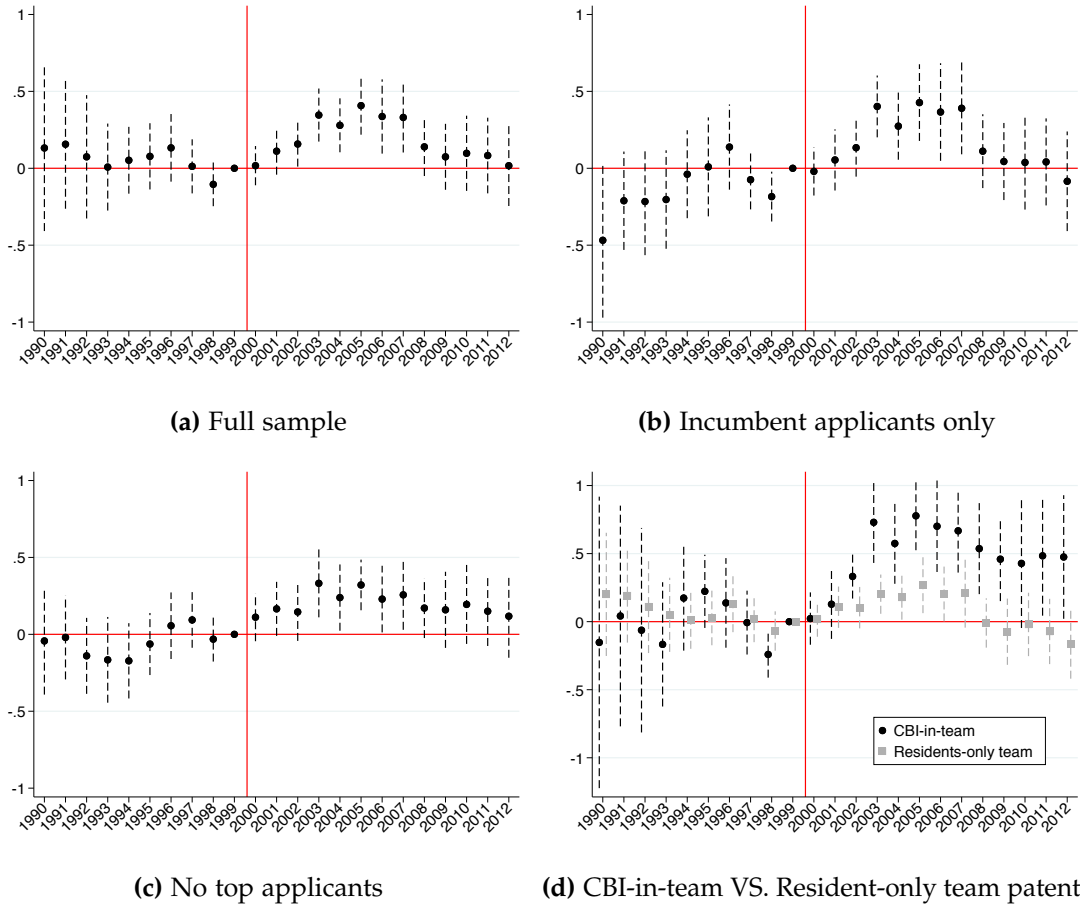 1
.5
0
-.5
-1
1990 1991 1992 1993 1994 1995 1996 1997 1998 1999 2000 2001 2002 2003 2004 2005 2006 2007 2008 2009 2010 2011 2012
(a) Full sample
1
.5
0
-.5
-1
1990 1991 1992 1993 1994 1995 1996 1997 1998 1999 2000 2001 2002 2003 2004 2005 2006 2007 2008 2009 2010 2011 2012
(b) Incumbent applicants only
1
.5
0
-.5
-1
1990 1991 1992 1993 1994 1995 1996 1997 1998 1999 2000 2001 2002 2003 2004 2005 2006 2007 2008 2009 2010 2011 2012
(c) No top applicants
1
.5
0
-.5
-1
CBI-in-team
Residents-only team
1990 1991 1992 1993 1994 1995 1996 1997 1998 1999 2000 2001 2002 2003 2004 2005 2006 2007 2008 2009 2010 2011 2012
(d) CBI-in-team VS. Resident-only team patent